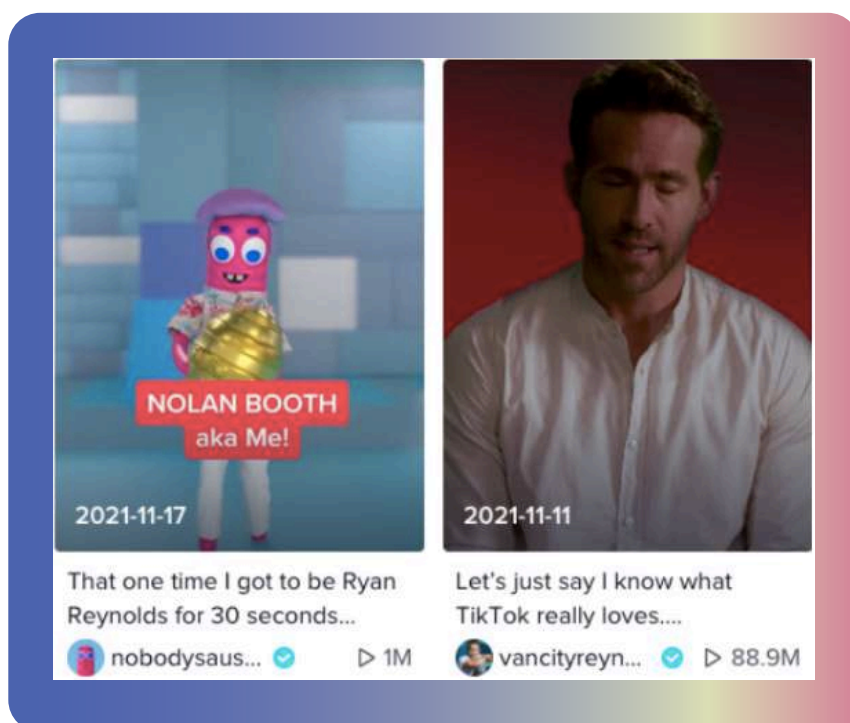 NOLAN BOOTH
aka Me!
2021-11-17
That one time I got to be Ryan
Reynolds for 30 seconds...
nobodysaus...
1M
2021-11-11
Let's just say I know what
TikTok really loves....
vancityreyn...
88.9M